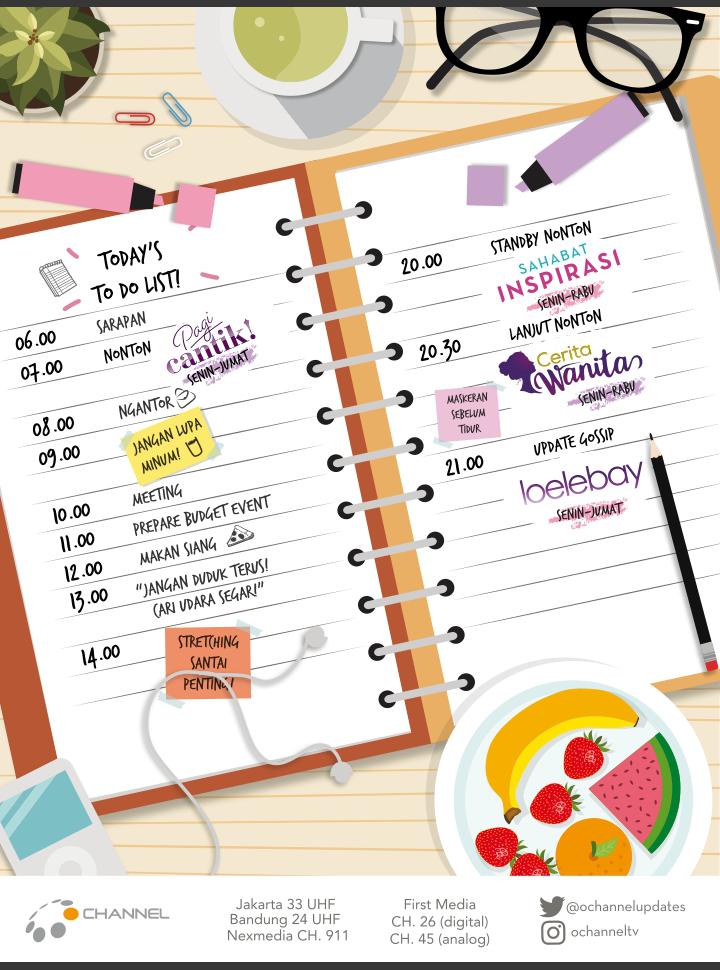 TODAY'S
TO DO LIST!
06.00 SARAPAN
07.00 NONTON Pagi
cantik!
SENIN-JUMAT
08.00 NGANTOR
09.00 JANGAN LUPA
MINUM!
10.00 MEETING
11.00 PREPARE BUDGET EVENT
12.00 MAKAN SIANG
13.00 "JANGAN DUDUK TERUS!
CARI UDARA SEGAR!"
14.00 STRETCHING
SANTAI
PENTING!
20.00 STANDBY NONTON
SAHABAT
INSPIRASI
SENIN-RABU
LANJUT NONTON
20.30 Cerita
Wanita
SENIN-RABU
MASKERAN
SEBELUM
TIDUR
UPDATE GOSSIP
21.00
loelebay
SENIN-JUMAT
CHANNEL
Jakarta 33 UHF
Bandung 24 UHF
Nexmedia CH. 911
First Media
CH. 26 (digital)
CH. 45 (analog)
@ochannelupdates
ochanneltv